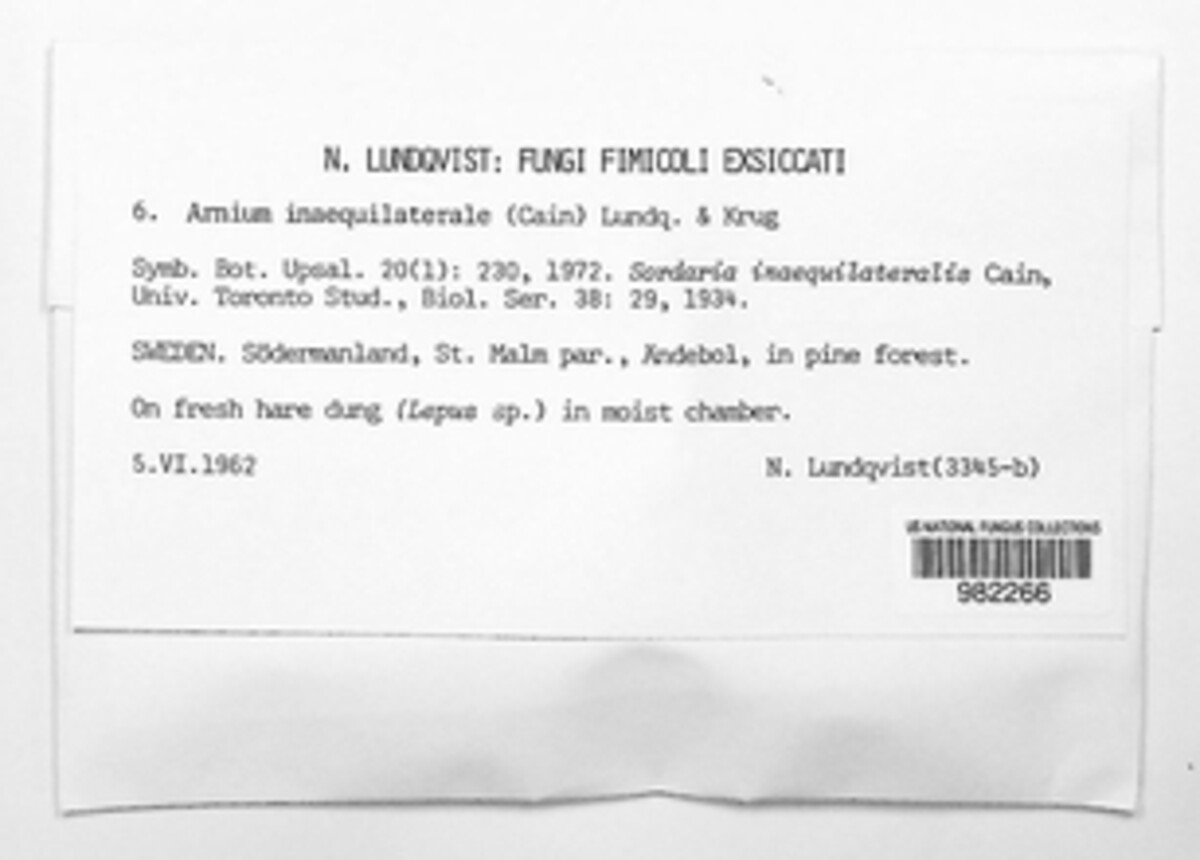 N. LUNDQVIST: FUNGI FIMICOLI EXSICCATI
6. Arnium inaequilaterale (Cain) Lundq. & Krug
Symb. Bot. Upsal. 20(1): 230, 1972. Sordaria inaequilateralis Cain,
Univ. Toronto Stud., Biol. Ser. 38: 29, 1934.
SWEDEN. Södermanland, St. Malm par., Ändebol, in pine forest.
On fresh hare dung (Lepus sp.) in moist chamber.
5.VI.1962 N. Lundqvist(3345-b)
US NATIONAL FUNGUS COLLECTIONS
982266